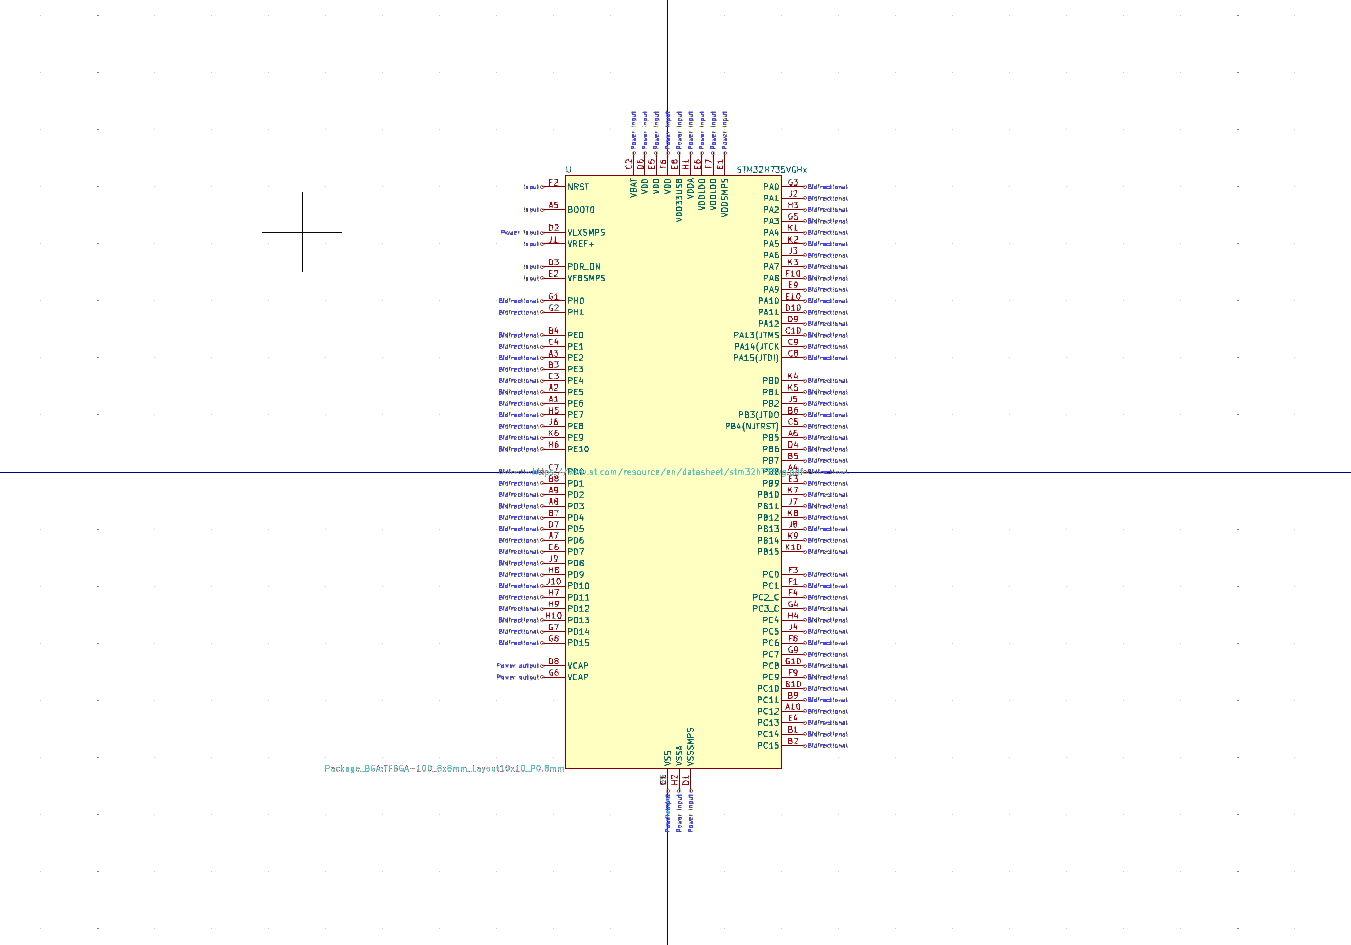 Power input Power input Power input Power input Power input Power input Power input Power input Power input
C2 D5 E5 F6 E8 H1 E6 F7 E1
U STM32H735VGHx
VBAT VDD VDD VDD VDD33USB VDDA VDDLDO VDDLDO VDDSMPS
Input F2 NRST PA0 G3 Bidirectional
PA1 J2 Bidirectional
Input A5 BOOT0 PA2 H3 Bidirectional
PA3 G5 Bidirectional
Power input D2 VLXSMPS PA4 K1 Bidirectional
Input J1 VREF+ PA5 K2 Bidirectional
PA6 J3 Bidirectional
Input D3 PDR_ON PA7 K3 Bidirectional
Input E2 VFBSMPS PA8 F10 Bidirectional
PA9 E9 Bidirectional
Bidirectional G1 PH0 PA10 E10 Bidirectional
Bidirectional G2 PH1 PA11 D10 Bidirectional
PA12 D9 Bidirectional
Bidirectional B4 PE0 PA13(JTMS C10 Bidirectional
Bidirectional C4 PE1 PA14(JTCK C9 Bidirectional
Bidirectional A3 PE2 PA15(JTDI) C8 Bidirectional
Bidirectional B3 PE3
Bidirectional C3 PE4 PB0 K4 Bidirectional
Bidirectional A2 PE5 PB1 K5 Bidirectional
Bidirectional A1 PE6 PB2 J5 Bidirectional
Bidirectional H5 PE7 PB3(JTDO B6 Bidirectional
Bidirectional J6 PE8 PB4(NJTRST) C5 Bidirectional
Bidirectional K6 PE9 PB5 A6 Bidirectional
Bidirectional H6 PE10 PB6 D4 Bidirectional
PB7 B5 Bidirectional
Bidirectional C7 PD0 PB8 A4 Bidirectional
Bidirectional B8 PD1 PB9 E3 Bidirectional
Bidirectional A9 PD2 PB10 K7 Bidirectional
Bidirectional A8 PD3 PB11 J7 Bidirectional
Bidirectional B7 PD4 PB12 K8 Bidirectional
Bidirectional D7 PD5 PB13 J8 Bidirectional
Bidirectional A7 PD6 PB14 K9 Bidirectional
Bidirectional C6 PD7 PB15 K10 Bidirectional
Bidirectional J9 PD8
Bidirectional H8 PD9 PC0 F3 Bidirectional
Bidirectional J10 PD10 PC1 F1 Bidirectional
Bidirectional H7 PD11 PC2_C F4 Bidirectional
Bidirectional H9 PD12 PC3_C G4 Bidirectional
Bidirectional H10 PD13 PC4 H4 Bidirectional
Bidirectional G7 PD14 PC5 J4 Bidirectional
Bidirectional G8 PD15 PC6 F8 Bidirectional
PC7 G9 Bidirectional
Power output D8 VCAP PC8 G10 Bidirectional
Power output G6 VCAP PC9 F9 Bidirectional
PC10 B10 Bidirectional
PC11 B9 Bidirectional
PC12 A10 Bidirectional
PC13 E4 Bidirectional
PC14 B1 Bidirectional
PC15 B2 Bidirectional
VSS VSSA VSSSMPS
Package_BGA:TFBGA-100_8x8mm_Layout10x10_P0.8mm
H2 D1
Power input Power input